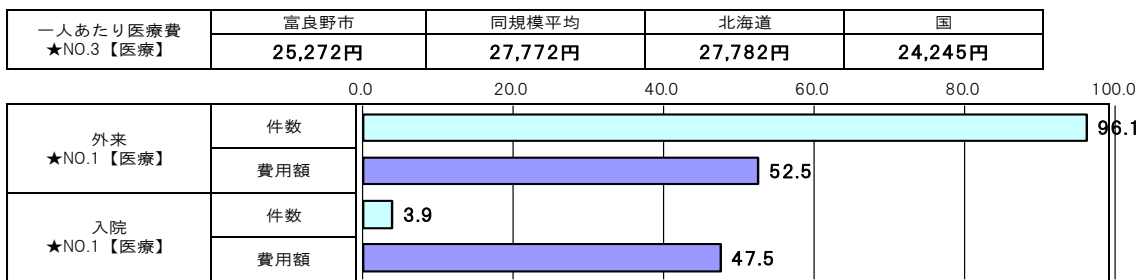 一人あたり医療費
★NO.3【医療】
富良野市 同規模平均 北海道 国
25,272円 27,772円 27,782円 24,245円
0.0 20.0 40.0 60.0 80.0 100.0
外来
★NO.1【医療】
件数 96.1
費用額 52.5
入院
★NO.1【医療】
件数 3.9
費用額 47.5